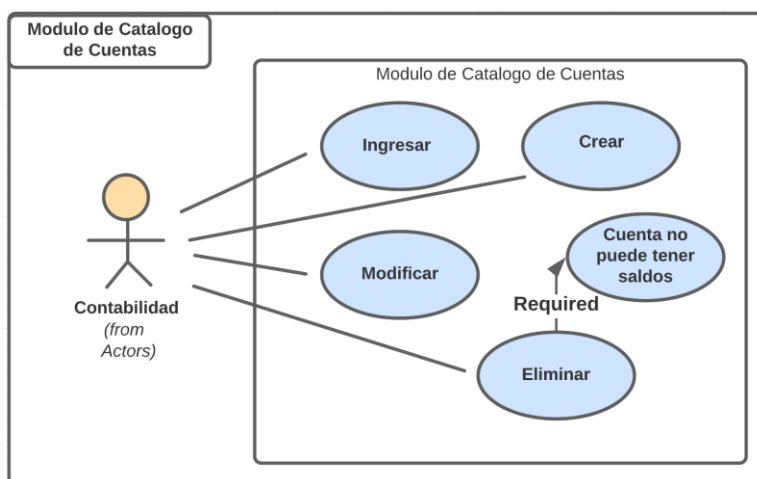 Modulo de Catalogo
de Cuentas
Modulo de Catalogo de Cuentas
Ingresar
Crear
Cuenta no
puede tener
saldos
Modificar
Required
Contabilidad
(from
Actors)
Eliminar